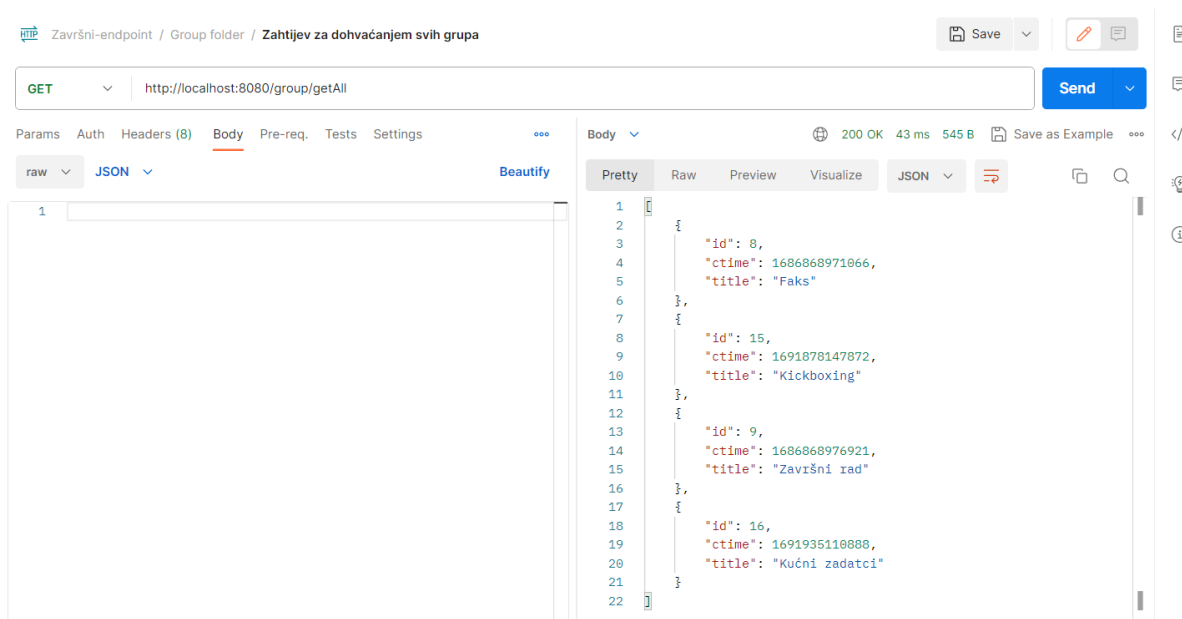 HTTP Završni-endpoint / Group folder / Zahtijev za dohvaćanjem svih grupa Save
GET http://localhost:8080/group/getAll Send
Params Auth Headers (8) Body Pre-req. Tests Settings
raw JSON Beautify
1
Body 200 OK 43 ms 545 B Save as Example
Pretty Raw Preview Visualize JSON
1 [
2 {
3 "id": 8,
4 "ctime": 1686868971066,
5 "title": "Faks"
6 },
7 {
8 "id": 15,
9 "ctime": 1691878147872,
10 "title": "Kickboxing"
11 },
12 {
13 "id": 9,
14 "ctime": 1686868976921,
15 "title": "Završni rad"
16 },
17 {
18 "id": 16,
19 "ctime": 1691935110888,
20 "title": "Kućni zadatci"
21 }
22 ]